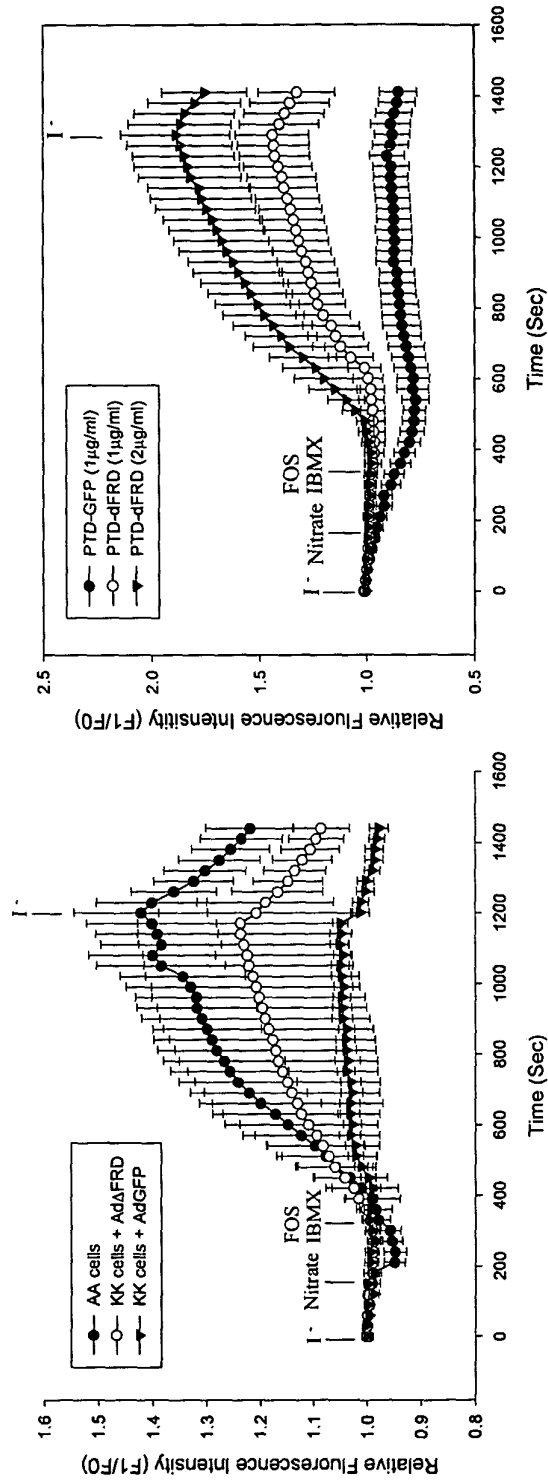 AA cells
KK cells + AdΔFRD
KK cells + AdGFP
I -
Nitrate
FOS
IBMX
I -
Relative Fluorescence Intensity (F1/F0)
1.6
1.5
1.4
1.3
1.2
1.1
1.0
0.9
0.8
0 200 400 600 800 1000 1200 1400 1600
Time (Sec)
PTD-GFP (1µg/ml)
PTD-dFRD (1µg/ml)
PTD-dFRD (2µg/ml)
I -
Nitrate
FOS
IBMX
I -
Relative Fluorescence Intensitity (F1/F0)
2.5
2.0
1.5
1.0
0.5
0 200 400 600 800 1000 1200 1400 1600
Time (Sec)